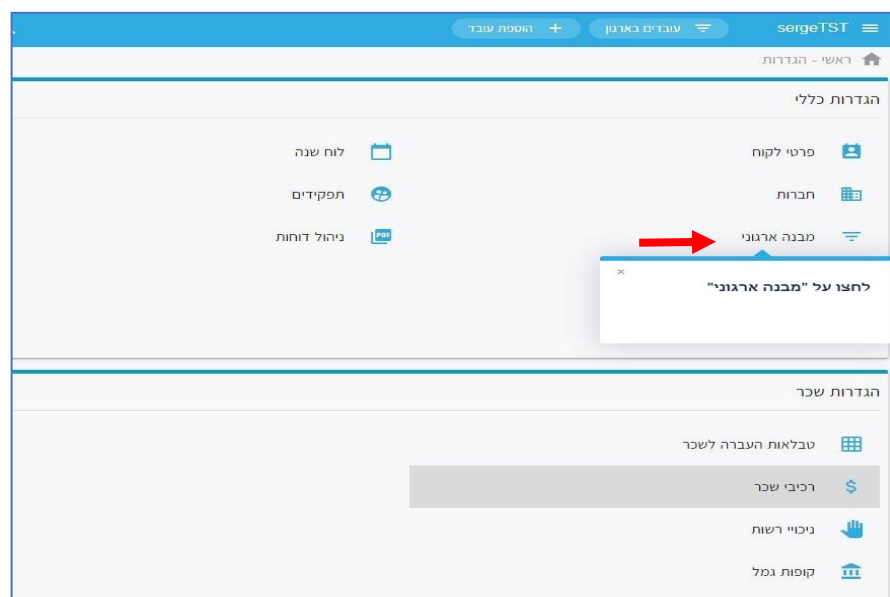 sergeTST
עובדים בארגון
+ הוספת עובד
ראשי - הגדרות
הגדרות כללי
פרטי לקוח
לוח שנה
חברות
תפקידים
מבנה ארגוני
PDF ניהול דוחות
×
לחצו על "מבנה ארגוני"
הגדרות שכר
טבלאות העברה לשכר
$ רכיבי שכר
ניכויי רשות
קופות גמל